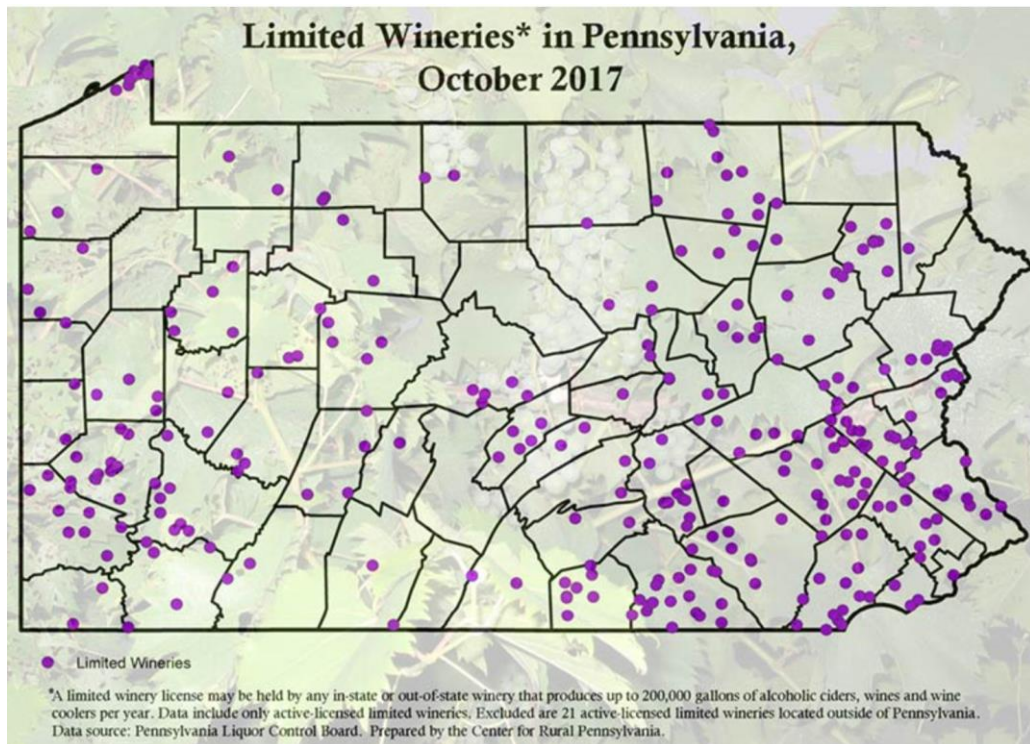 Limited Wineries* in Pennsylvania,
October 2017
Limited Wineries
*A limited winery license may be held by any in-state or out-of-state winery that produces up to 200,000 gallons of alcoholic ciders, wines and wine
coolers per year. Data include only active-licensed limited wineries. Excluded are 21 active-licensed limited wineries located outside of Pennsylvania.
Data source: Pennsylvania Liquor Control Board. Prepared by the Center for Rural Pennsylvania.